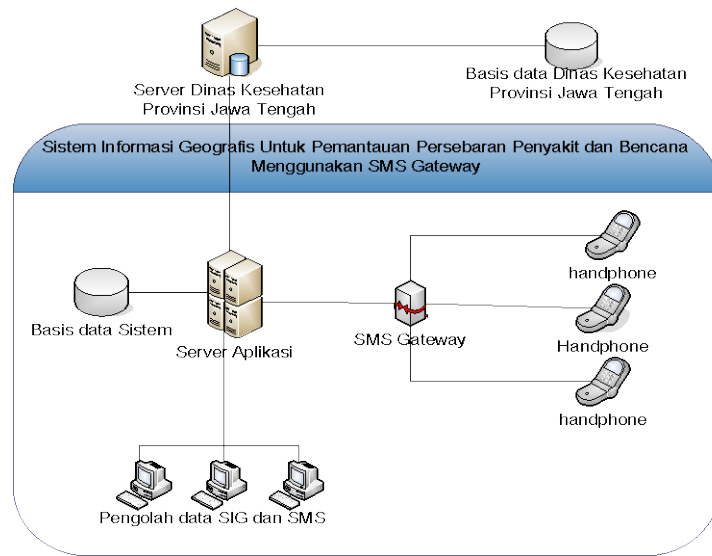 Server Dinas Kesehatan
Provinsi Jawa Tengah
Basis data Dinas Kesehatan
Provinsi Jawa Tengah
Sistem Informasi Geografis Untuk Pemantauan Persebaran Penyakit dan Bencana
Menggunakan SMS Gateway
handphone
Basis data Sistem
Server Aplikasi
SMS Gateway
Handphone
handphone
Pengolah data SIG dan SMS